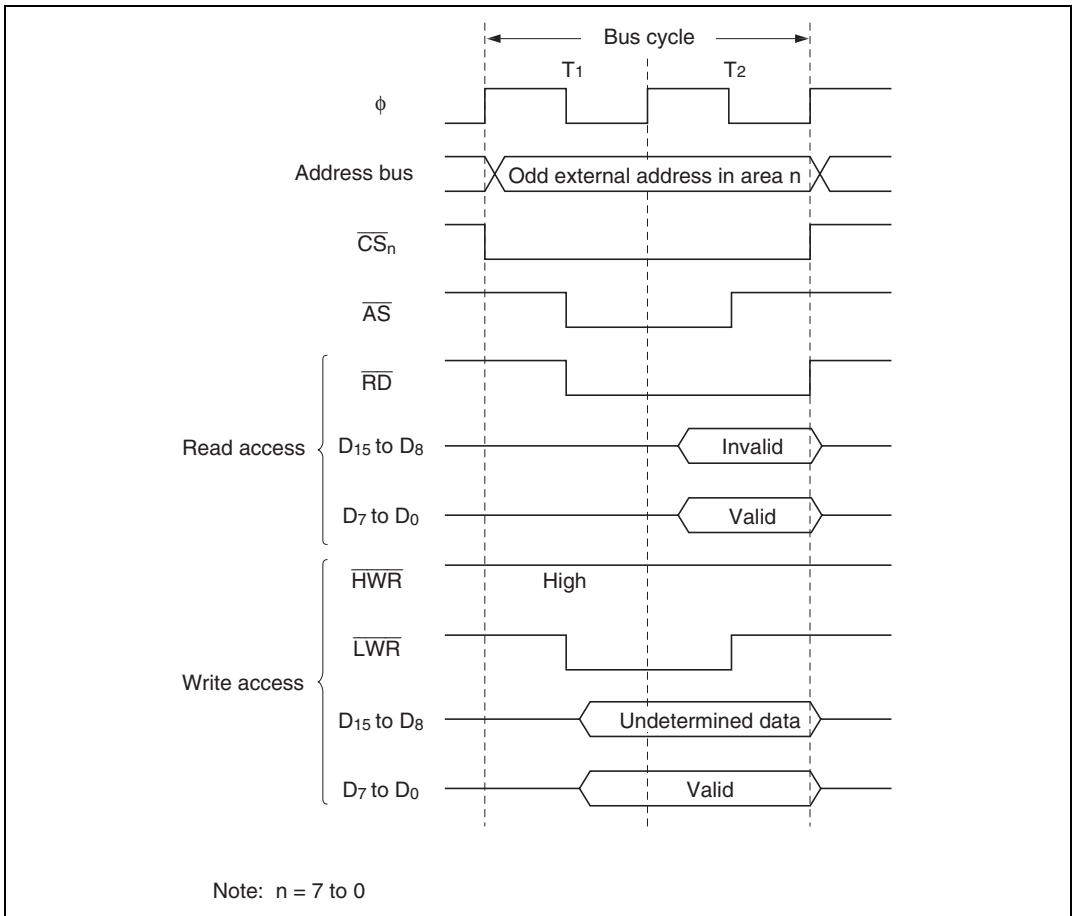 Bus cycle
T1 T2
ϕ
Address bus Odd external address in area n
CSn
AS
RD
Read access D15 to D8 Invalid
D7 to D0 Valid
HWR High
LWR
Write access
D15 to D8 Undetermined data
D7 to D0 Valid
Note: n = 7 to 0